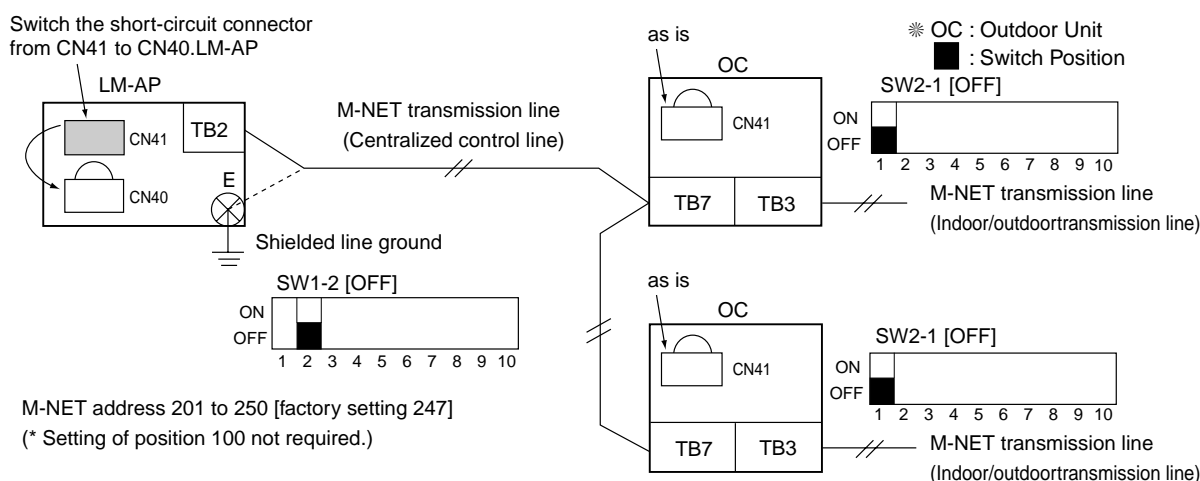 Switch the short-circuit connector
from CN41 to CN40.LM-AP
LM-AP
CN41
TB2
CN40
E
Shielded line ground
M-NET transmission line
(Centralized control line)
SW1-2 [OFF]
ON
OFF
1 2 3 4 5 6 7 8 9 10
M-NET address 201 to 250 [factory setting 247]
(* Setting of position 100 not required.)
as is
OC
CN41
TB7
TB3
※ OC : Outdoor Unit
: Switch Position
SW2-1 [OFF]
ON
OFF
1 2 3 4 5 6 7 8 9 10
M-NET transmission line
(Indoor/outdoortransmission line)
as is
OC
CN41
TB7
TB3
SW2-1 [OFF]
ON
OFF
1 2 3 4 5 6 7 8 9 10
M-NET transmission line
(Indoor/outdoortransmission line)